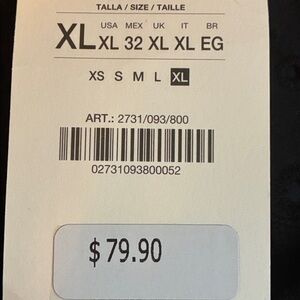 TALLA / SIZE / TAILLE
USA MEX UK IT BR
XL XL 32 XL XL EG
XS S M L XL
ART.: 2731/093/800
02731093800052
$ 79.90